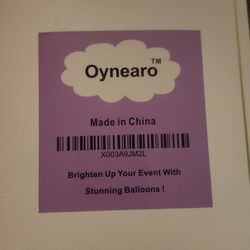 Oynearo™
Made in China
X003A9JM2L
Brighten Up Your Event With
Stunning Balloons !